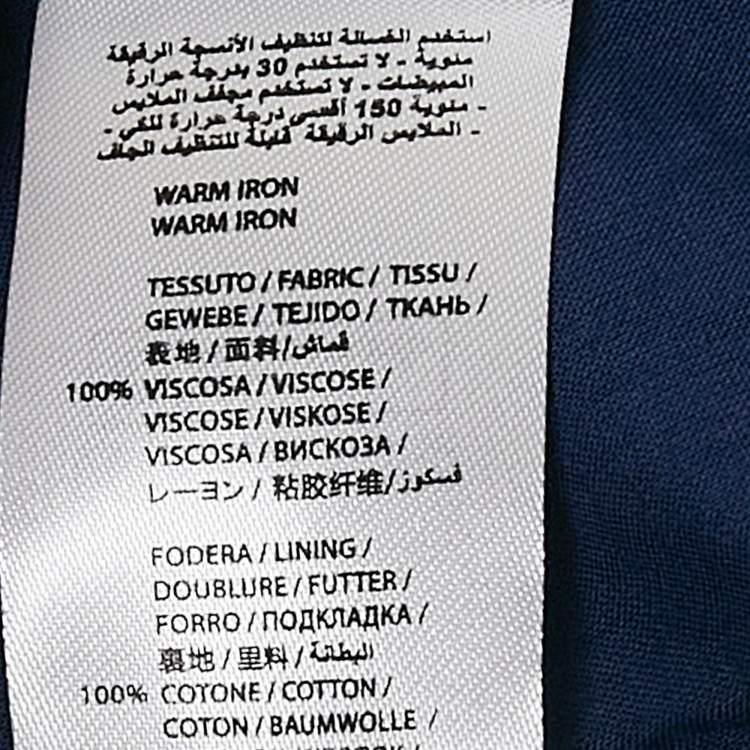 استخدم الغسالة لتنظيف الأنسجة الرقيقة
منوية - لا تستخدم 30 بدرجة حرارة
المبيضات - لا تستخدم مجفف الملابس
- منوية 150 أقسى درجة حرارة للكي -
- الملابس الرقيقة قابلة للتنظيف الجاف
WARM IRON
WARM IRON
TESSUTO / FABRIC / TISSU /
GEWEBE / TEJIDO / ТКАНЬ /
表地 / 面料/قماش
100% VISCOSA / VISCOSE /
VISCOSE / VISKOSE /
VISCOSA / ВИСКОЗА /
レーヨン / 粘胶纤维/فسكوز
FODERA / LINING /
DOUBLURE / FUTTER /
FORRO / ПОДКЛАДКА /
裏地 / 里料 / البطانة
100% COTONE / COTTON /
COTON / BAUMWOLLE /